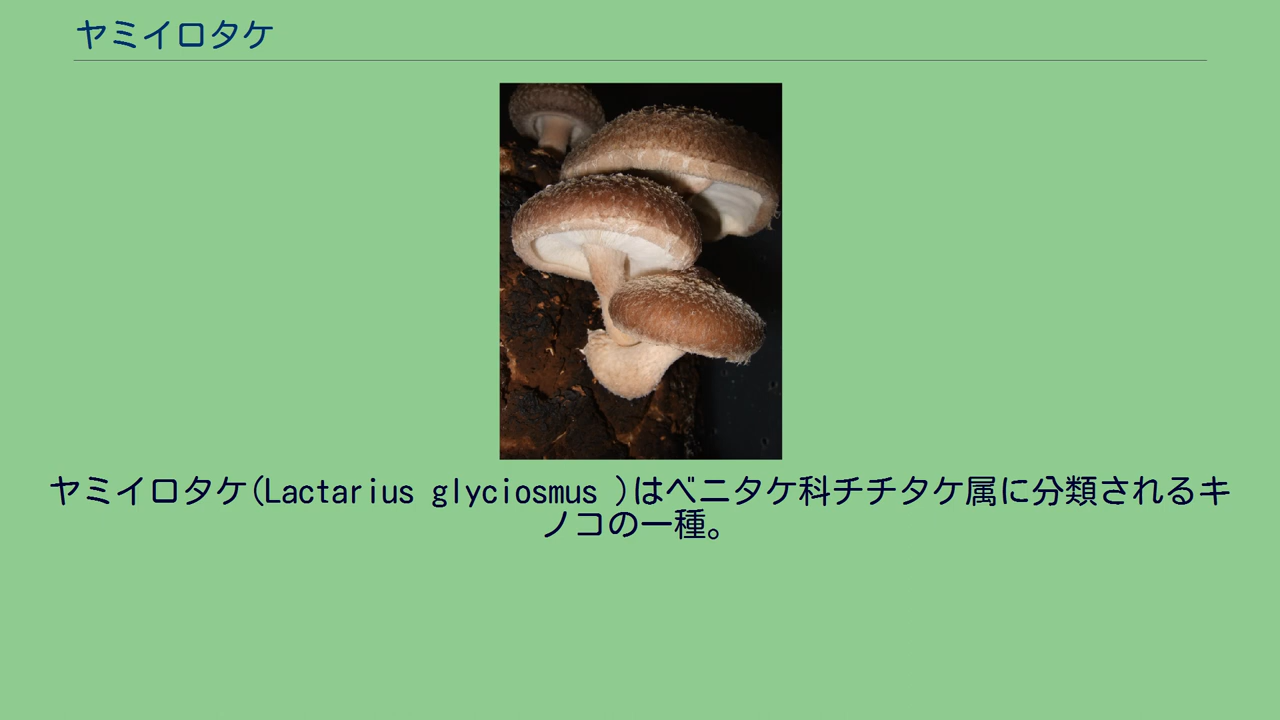 ヤミイロタケ
ヤミイロタケ(Lactarius glyciosmus )はベニタケ科チチタケ属に分類されるキ
ノコの一種。